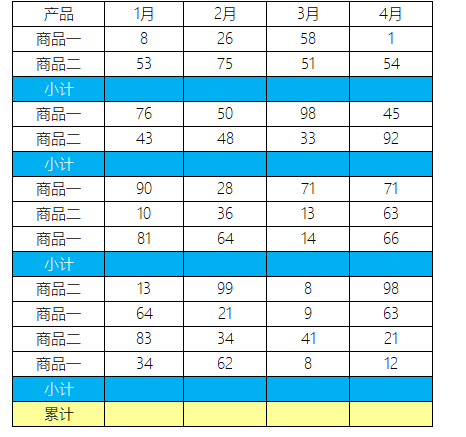 产品 1月 2月 3月 4月
商品一 8 26 58 1
商品二 53 75 51 54
小计
商品一 76 50 98 45
商品二 43 48 33 92
小计
商品一 90 28 71 71
商品二 10 36 13 63
商品一 81 64 14 66
小计
商品二 13 99 8 98
商品一 64 21 9 63
商品二 83 34 41 21
商品一 34 62 8 12
小计
累计